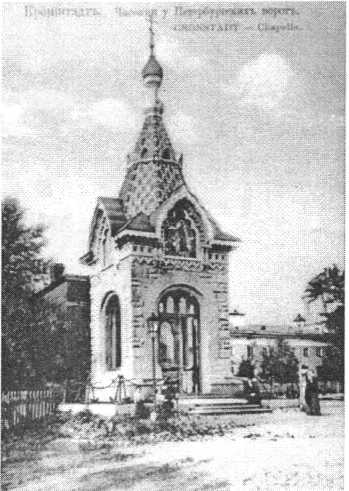 Кронштадтъ. Часовня у Петербургскихъ воротъ.
CRONSTADT — Chapelle.